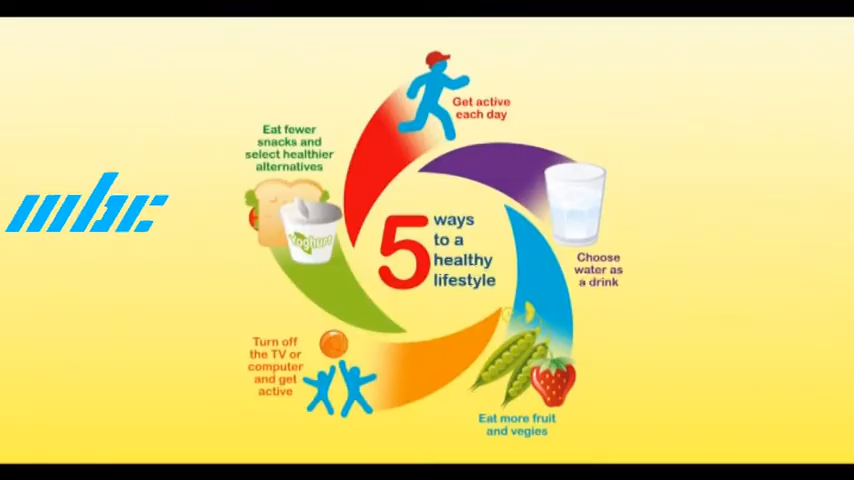 Get active
each day
Eat fewer
snacks and
select healthier
alternatives
mbc
Yoghurt
5
ways
to a
healthy
lifestyle
Choose
water as
a drink
Turn off
the TV or
computer
and get
active
Eat more fruit
and vegies